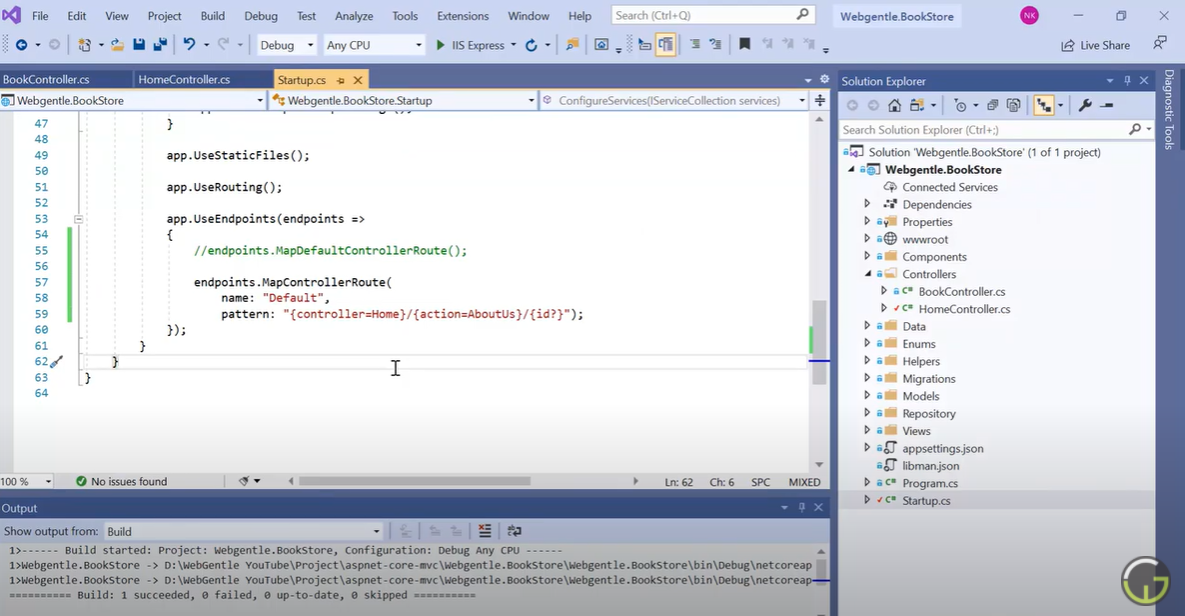 File Edit View Project Build Debug Test Analyze Tools Extensions Window Help Search (Ctrl+Q) Webgentle.BookStore NK
Debug Any CPU IIS Express Live Share
BookController.cs HomeController.cs Startup.cs
Webgentle.BookStore Webgentle.BookStore.Startup ConfigureServices(IServiceCollection services)
47 }
48
49 app.UseStaticFiles();
50
51 app.UseRouting();
52
53 app.UseEndpoints(endpoints =>
54 {
55 //endpoints.MapDefaultControllerRoute();
56
57 endpoints.MapControllerRoute(
58 name: "Default",
59 pattern: "{controller=Home}/{action=AboutUs}/{id?}");
60 });
61 }
62 }
63 }
64
100 % No issues found Ln: 62 Ch: 6 SPC MIXED
Output
Show output from: Build
1>------ Build started: Project: Webgentle.BookStore, Configuration: Debug Any CPU ------
1>Webgentle.BookStore -> D:\WebGentle YouTube\Project\aspnet-core-mvc\Webgentle.BookStore\Webgentle.BookStore\bin\Debug\netcoreap
1>Webgentle.BookStore -> D:\WebGentle YouTube\Project\aspnet-core-mvc\Webgentle.BookStore\Webgentle.BookStore\bin\Debug\netcoreap
========== Build: 1 succeeded, 0 failed, 0 up-to-date, 0 skipped ==========
Solution Explorer
Search Solution Explorer (Ctrl+;)
Solution 'Webgentle.BookStore' (1 of 1 project)
Webgentle.BookStore
Connected Services
Dependencies
Properties
wwwroot
Components
Controllers
C# BookController.cs
C# HomeController.cs
Data
Enums
Helpers
Migrations
Models
Repository
Views
appsettings.json
libman.json
C# Program.cs
C# Startup.cs
Diagnostic Tools